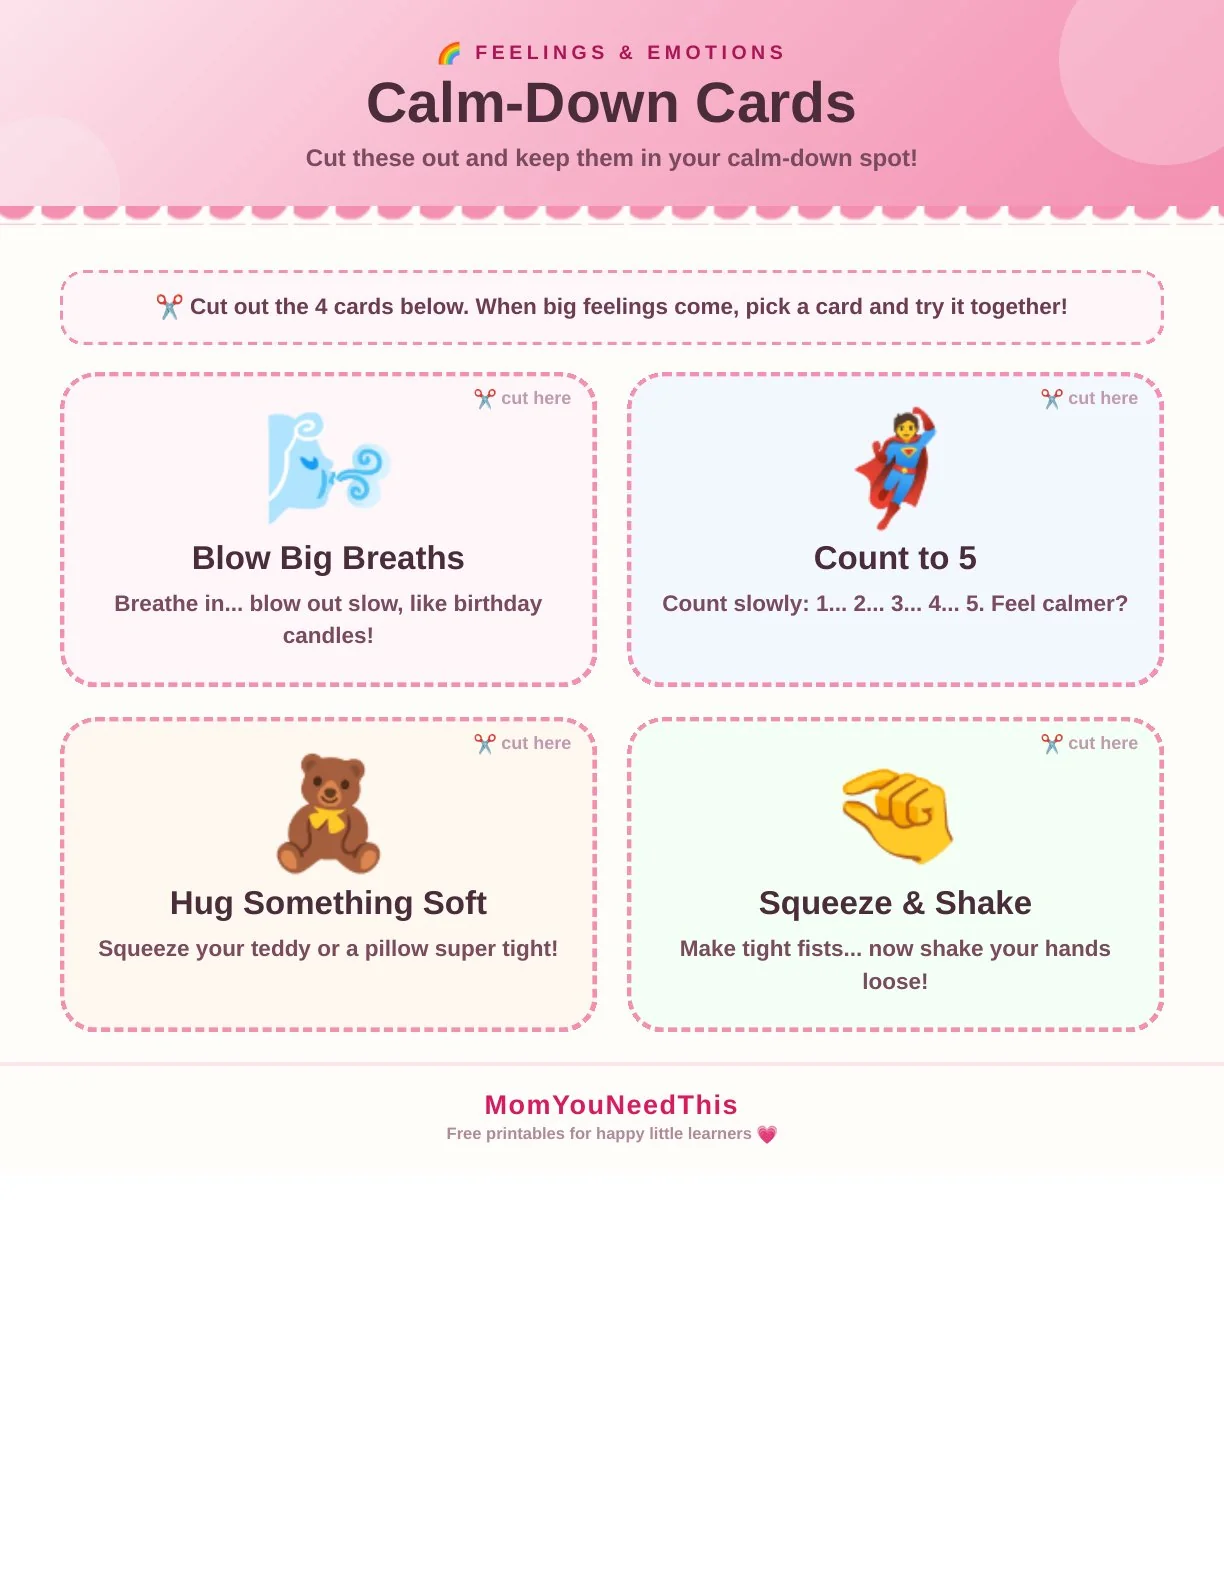 🌈 FEELINGS & EMOTIONS
Calm-Down Cards
Cut these out and keep them in your calm-down spot!
✂️ Cut out the 4 cards below. When big feelings come, pick a card and try it together!
✂️ cut here
Blow Big Breaths
Breathe in... blow out slow, like birthday
candles!
✂️ cut here
Count to 5
Count slowly: 1... 2... 3... 4... 5. Feel calmer?
✂️ cut here
Hug Something Soft
Squeeze your teddy or a pillow super tight!
✂️ cut here
Squeeze & Shake
Make tight fists... now shake your hands
loose!
MomYouNeedThis
Free printables for happy little learners 💗